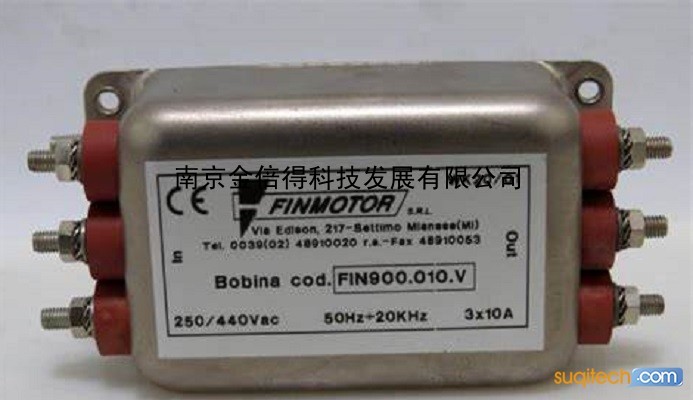 南京金信得科技发展有限公司
CE
FINMOTOR S.R.L
Via Edison, 217-Settimo Milanese(MI)
Tel. 0039(02) 48910020 r.a.-Fax 48910053
In
Out
Bobina cod. FIN900.010.V
250/440Vac 50Hz÷20KHz 3x10A
suqitech.com